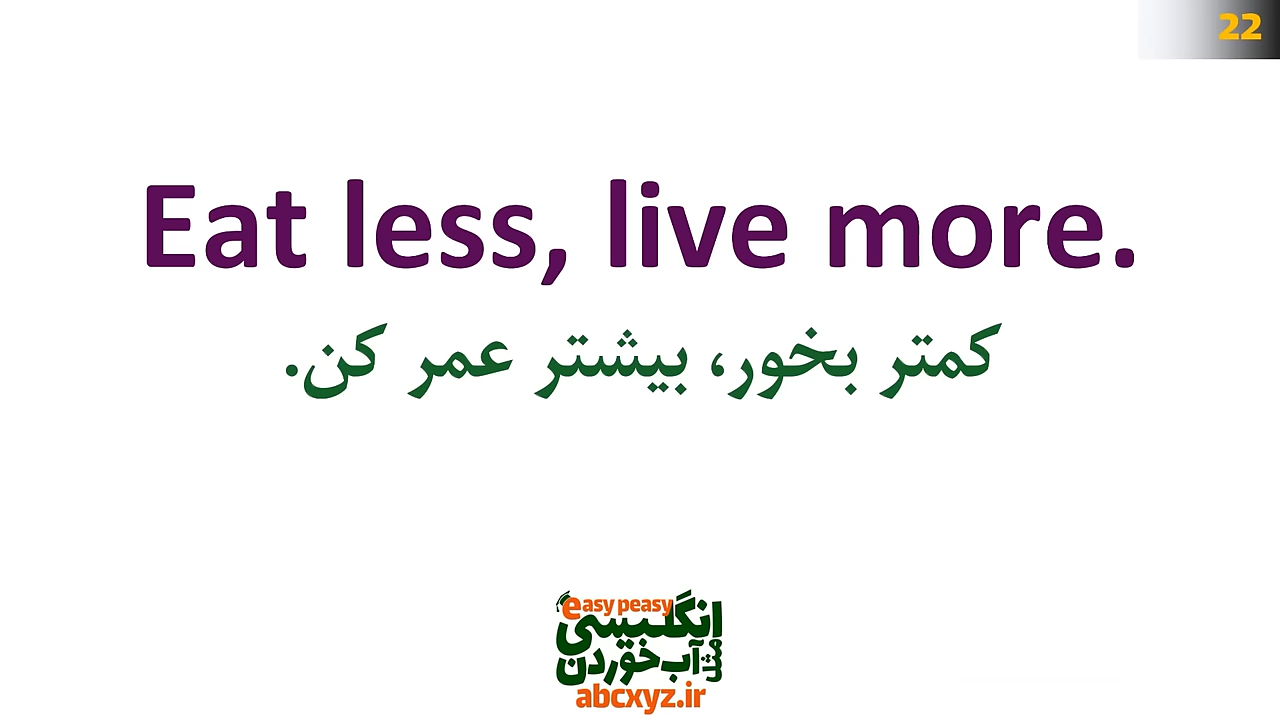 22
Eat less, live more.
کمتر بخور، بیشتر عمر کن.
easy peasy
انگلیسی
مثل آب خوردن
abcxyz.ir